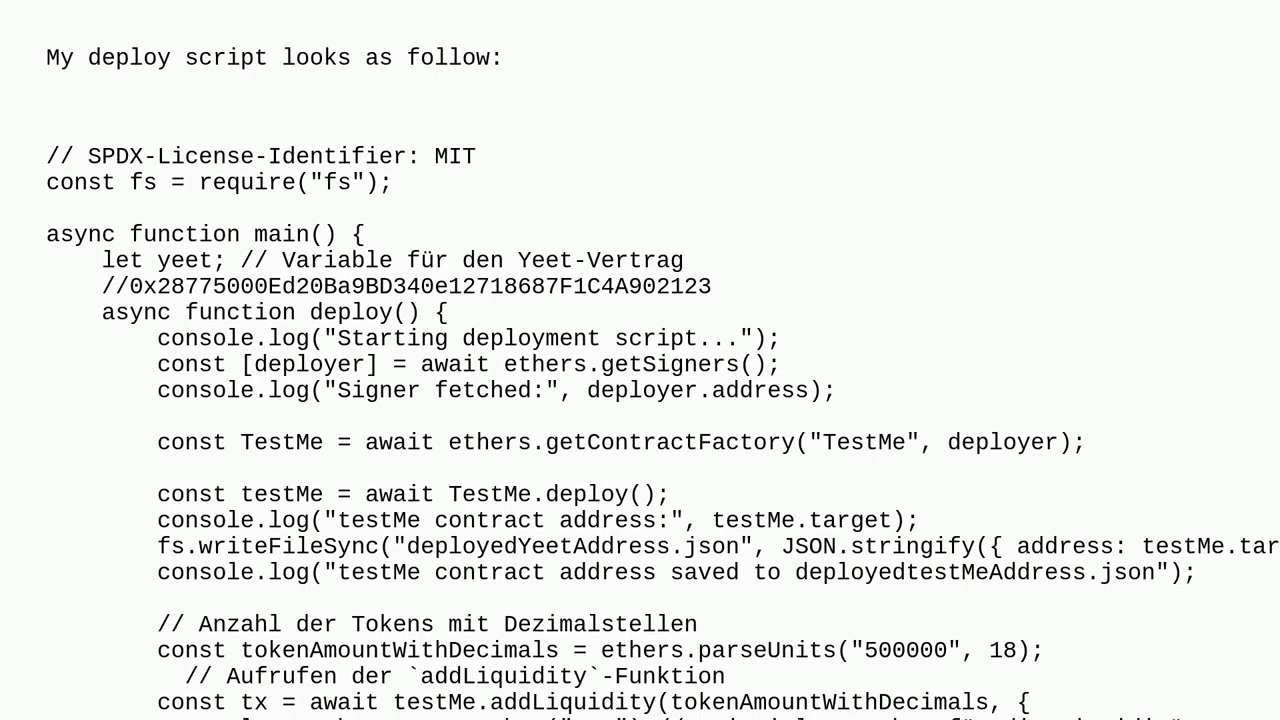 My deploy script looks as follow:
// SPDX-License-Identifier: MIT
const fs = require("fs");
async function main() {
let yeet; // Variable für den Yeet-Vertrag
//0x28775000Ed20Ba9BD340e12718687F1C4A902123
async function deploy() {
console.log("Starting deployment script...");
const [deployer] = await ethers.getSigners();
console.log("Signer fetched:", deployer.address);
const TestMe = await ethers.getContractFactory("TestMe", deployer);
const testMe = await TestMe.deploy();
console.log("testMe contract address:", testMe.target);
fs.writeFileSync("deployedYeetAddress.json", JSON.stringify({ address: testMe.tar
console.log("testMe contract address saved to deployedtestMeAddress.json");
// Anzahl der Tokens mit Dezimalstellen
const tokenAmountWithDecimals = ethers.parseUnits("500000", 18);
// Aufrufen der `addLiquidity`-Funktion
const tx = await testMe.addLiquidity(tokenAmountWithDecimals, {